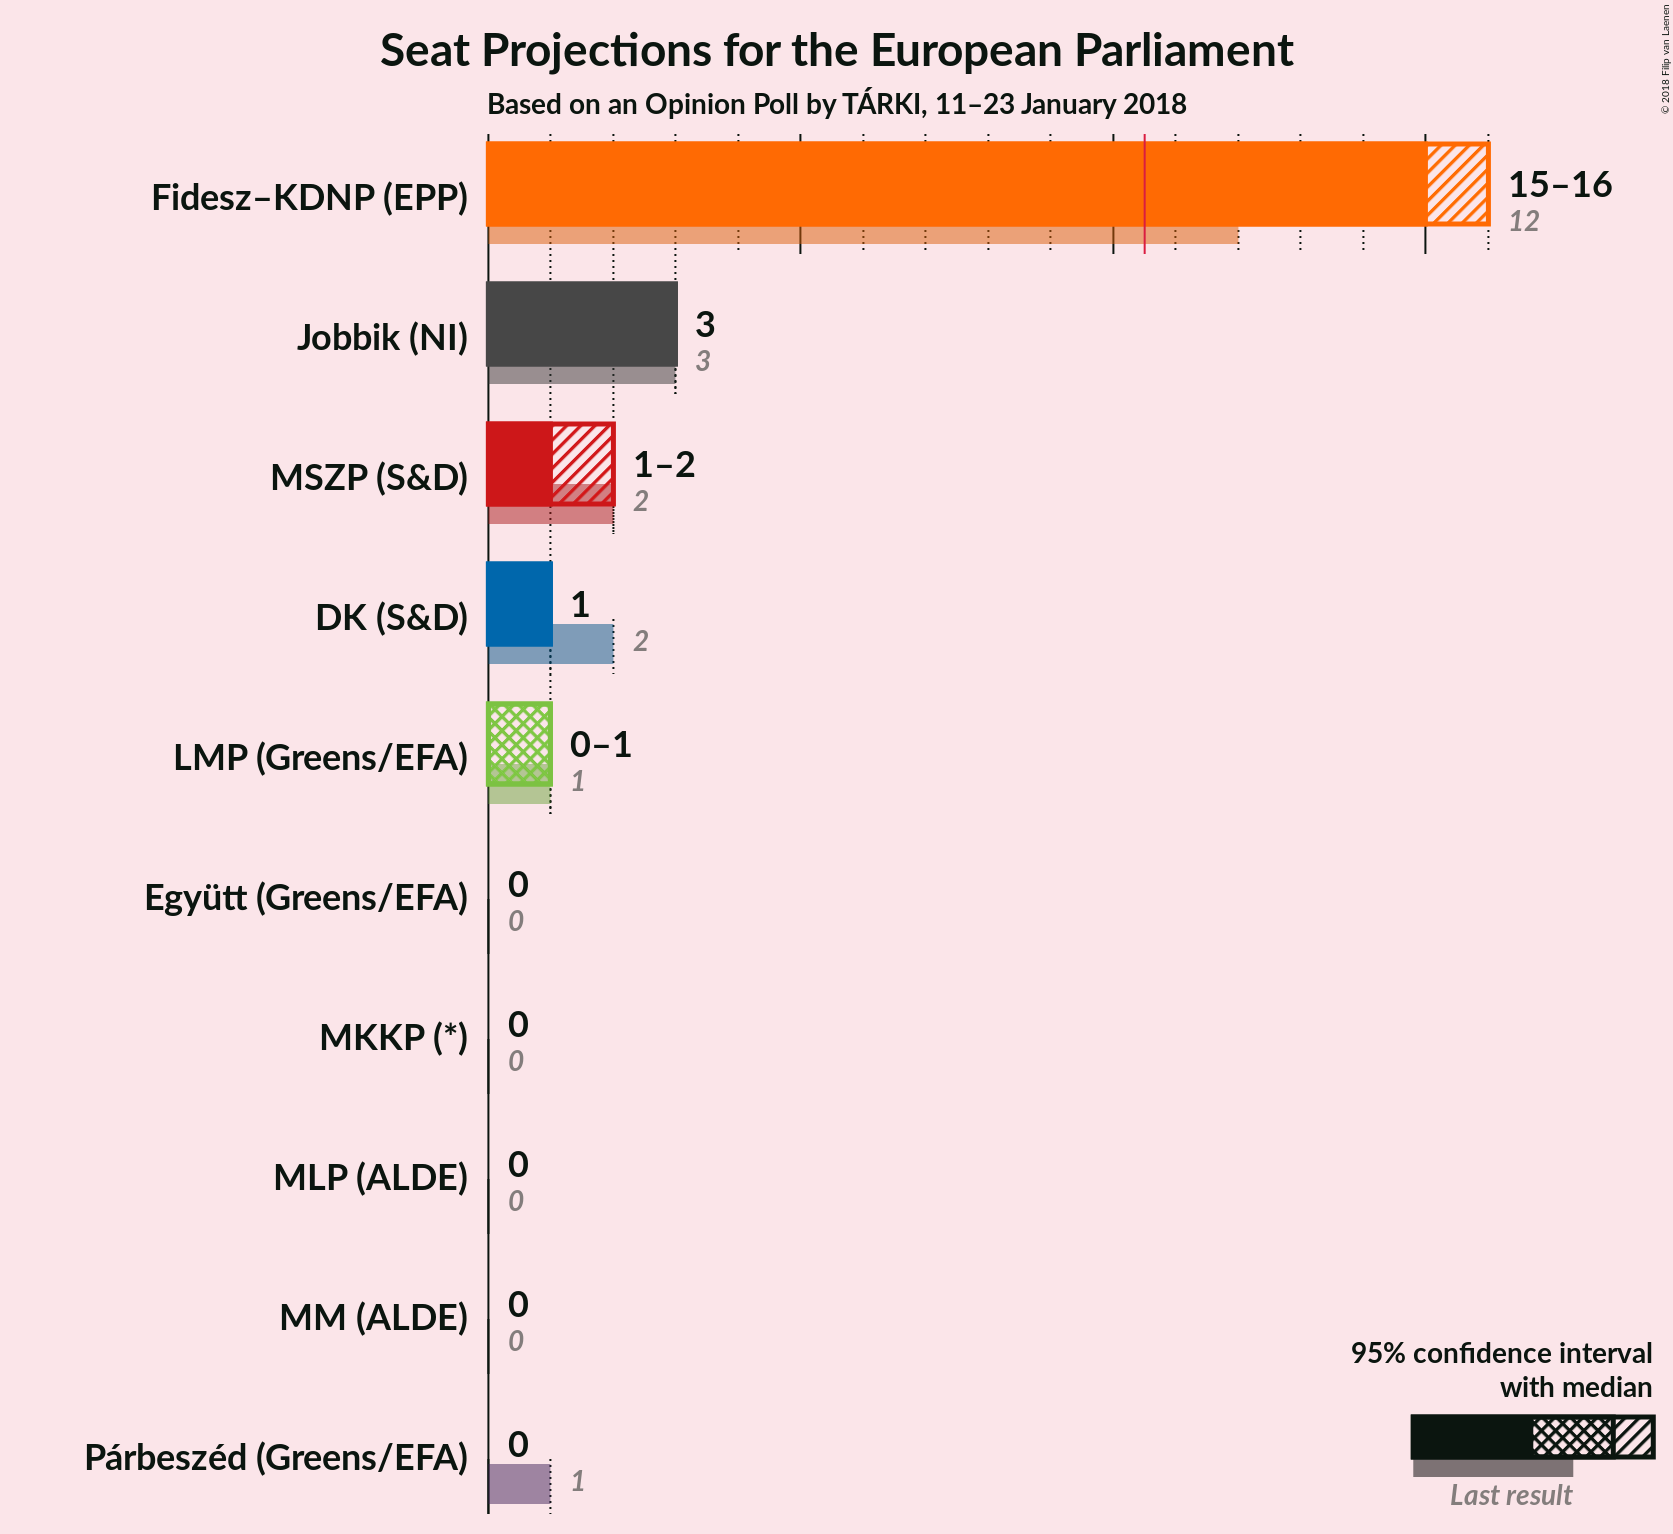 Seat Projections for the European Parliament
Based on an Opinion Poll by TÁRKI, 11–23 January 2018
© 2018 Filip van Laenen
Fidesz–KDNP (EPP)
15–16
12
Jobbik (NI)
3
3
MSZP (S&D)
1–2
2
DK (S&D)
1
2
LMP (Greens/EFA)
0–1
1
Együtt (Greens/EFA)
0
0
MKKP (*)
0
0
MLP (ALDE)
0
0
MM (ALDE)
0
0
Párbeszéd (Greens/EFA)
0
1
95% confidence interval
with median
Last result